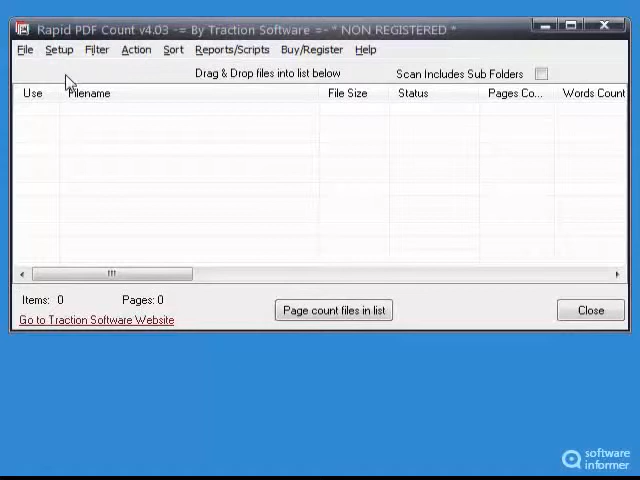 Rapid PDF Count v4.03 -= By Traction Software =- * NON REGISTERED *
File Setup Filter Action Sort Reports/Scripts Buy/Register Help
Drag & Drop files into list below Scan Includes Sub Folders
Use Filename File Size Status Pages Co... Words Count
Items: 0 Pages: 0
Page count files in list Close
Go to Traction Software Website
software
informer